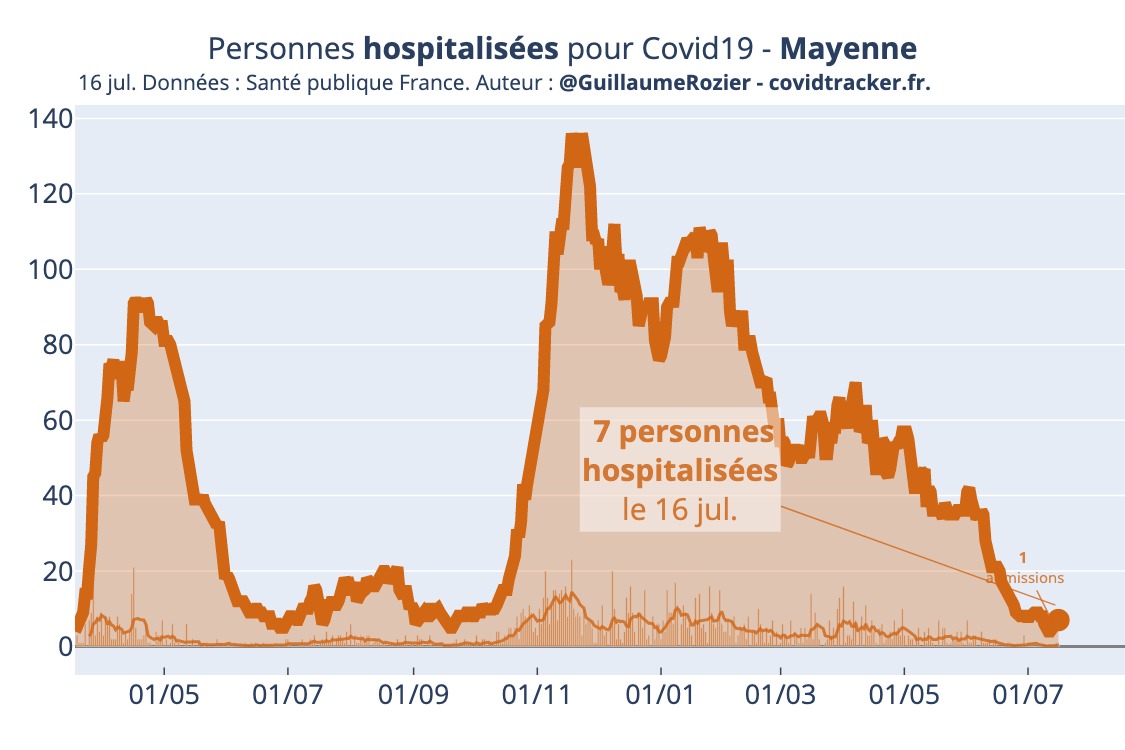 Personnes hospitalisées pour Covid19 - Mayenne
16 jul. Données : Santé publique France. Auteur : @GuillaumeRozier - covidtracker.fr.
140
120
100
80
60
40
20
0
7 personnes
hospitalisées
le 16 jul.
1
admissions
01/05 01/07 01/09 01/11 01/01 01/03 01/05 01/07